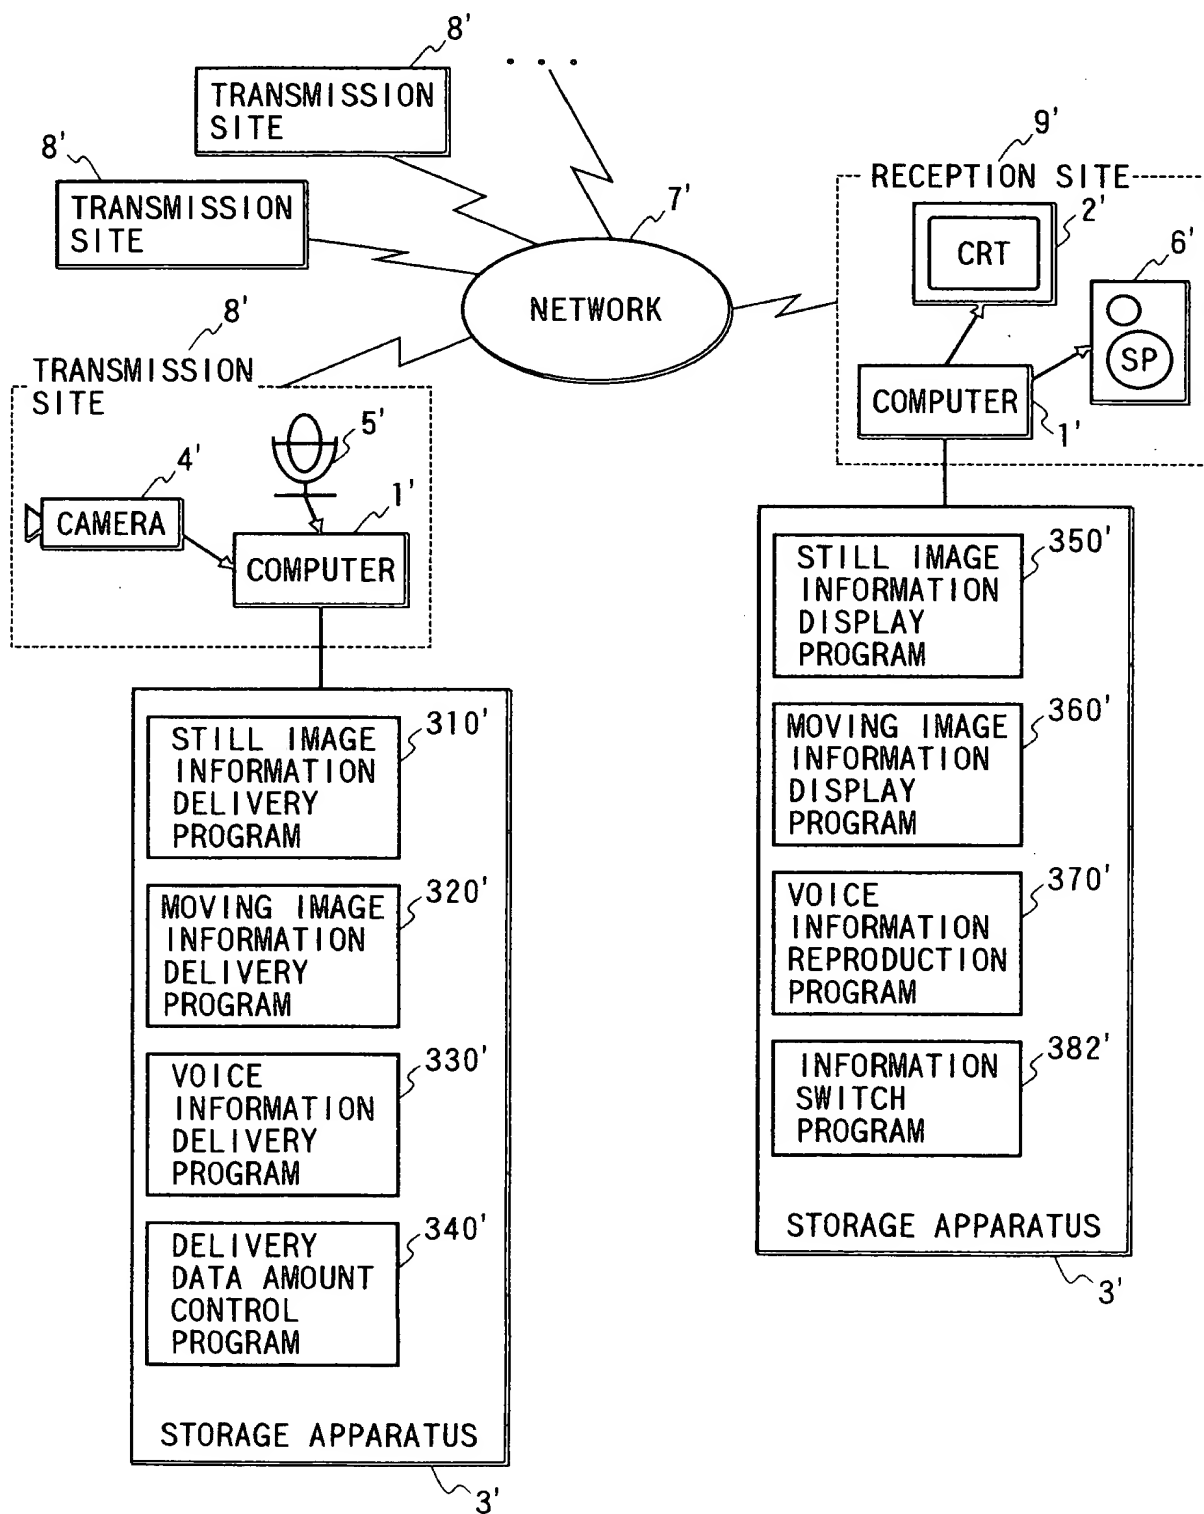 8'
• • •
TRANSMISSION
SITE
8'
TRANSMISSION
SITE
7'
NETWORK
9'
RECEPTION SITE
2'
CRT
6'
SP
COMPUTER
1'
8'
TRANSMISSION
SITE
5'
4'
CAMERA
1'
COMPUTER
310'
STILL IMAGE
INFORMATION
DELIVERY
PROGRAM
320'
MOVING IMAGE
INFORMATION
DELIVERY
PROGRAM
330'
VOICE
INFORMATION
DELIVERY
PROGRAM
340'
DELIVERY
DATA AMOUNT
CONTROL
PROGRAM
STORAGE APPARATUS
3'
350'
STILL IMAGE
INFORMATION
DISPLAY
PROGRAM
360'
MOVING IMAGE
INFORMATION
DISPLAY
PROGRAM
370'
VOICE
INFORMATION
REPRODUCTION
PROGRAM
382'
INFORMATION
SWITCH
PROGRAM
STORAGE APPARATUS
3'